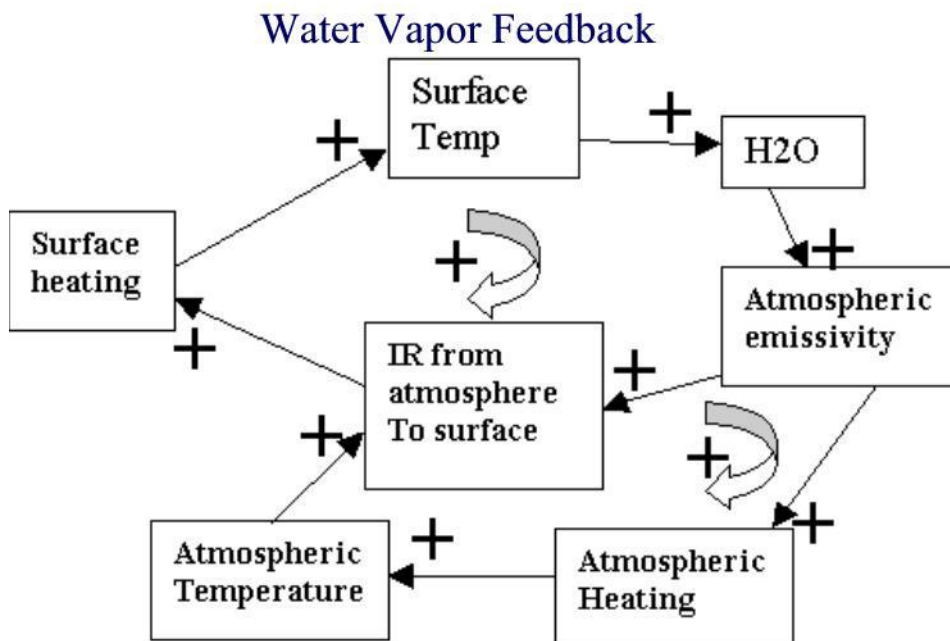 Water Vapor Feedback
Surface
Temp
+
+
H2O
Surface
heating
+
+
Atmospheric
emissivity
+
IR from
atmosphere
To surface
+
+
+
Atmospheric
Temperature
+
+
Atmospheric
Heating